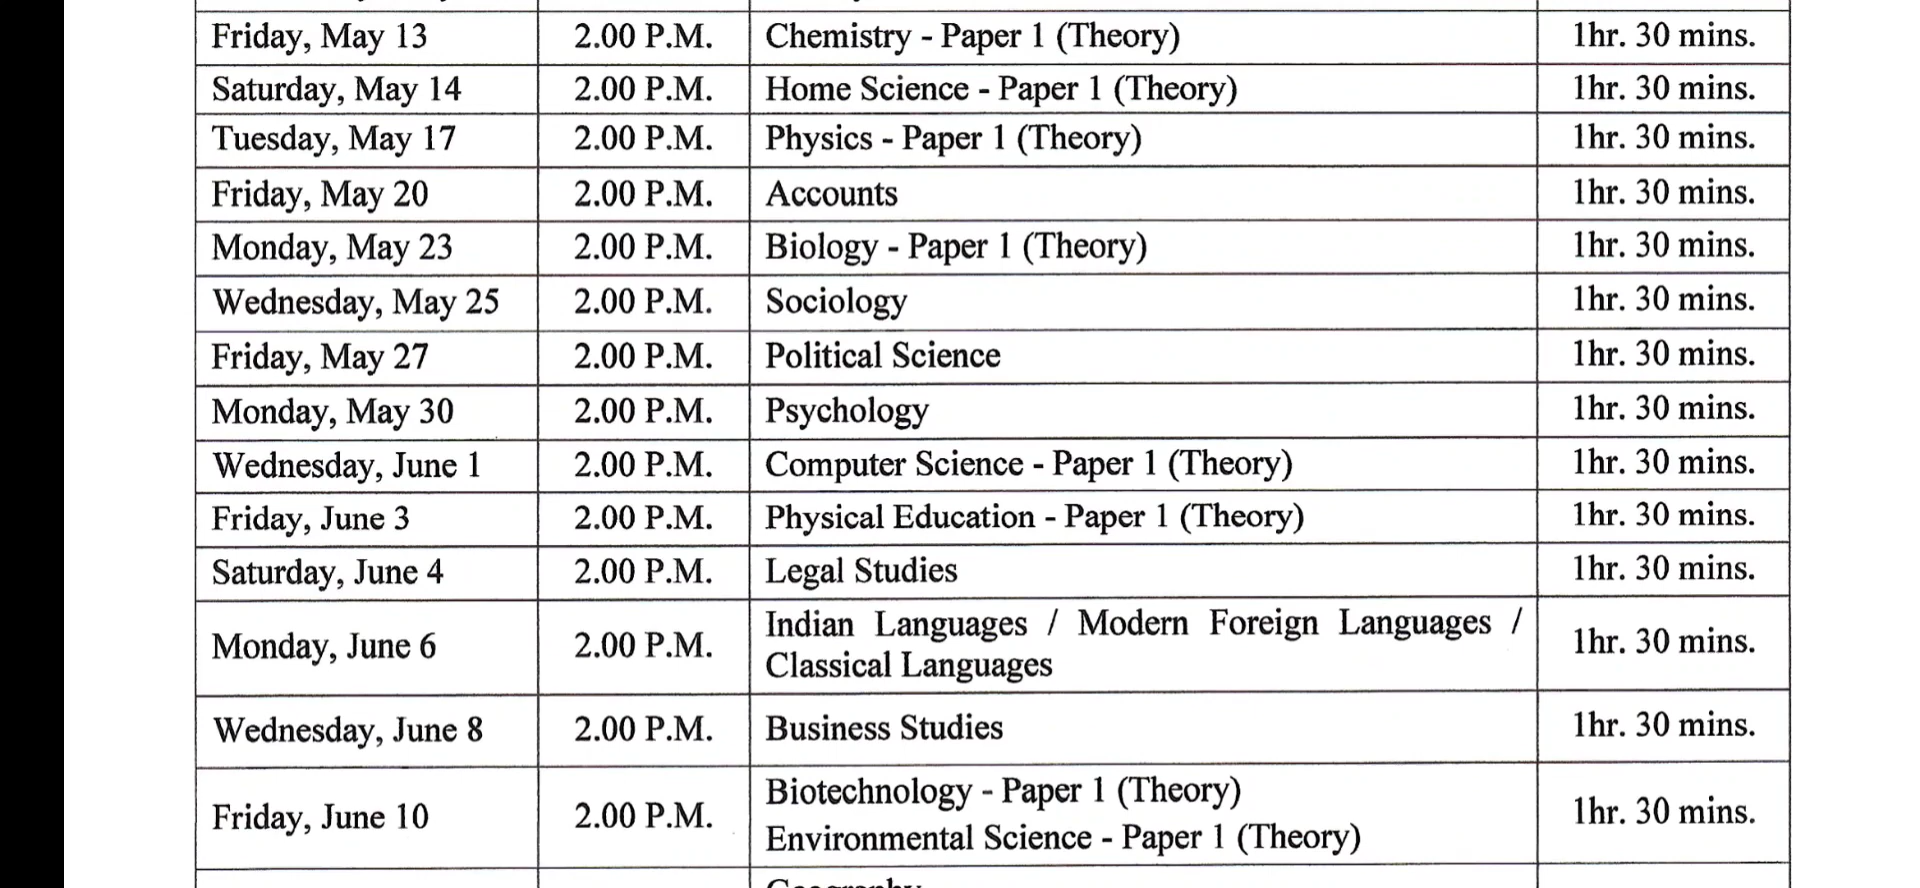 Friday, May 13 2.00 P.M. Chemistry - Paper 1 (Theory) 1hr. 30 mins.
Saturday, May 14 2.00 P.M. Home Science - Paper 1 (Theory) 1hr. 30 mins.
Tuesday, May 17 2.00 P.M. Physics - Paper 1 (Theory) 1hr. 30 mins.
Friday, May 20 2.00 P.M. Accounts 1hr. 30 mins.
Monday, May 23 2.00 P.M. Biology - Paper 1 (Theory) 1hr. 30 mins.
Wednesday, May 25 2.00 P.M. Sociology 1hr. 30 mins.
Friday, May 27 2.00 P.M. Political Science 1hr. 30 mins.
Monday, May 30 2.00 P.M. Psychology 1hr. 30 mins.
Wednesday, June 1 2.00 P.M. Computer Science - Paper 1 (Theory) 1hr. 30 mins.
Friday, June 3 2.00 P.M. Physical Education - Paper 1 (Theory) 1hr. 30 mins.
Saturday, June 4 2.00 P.M. Legal Studies 1hr. 30 mins.
Monday, June 6 2.00 P.M. Indian Languages / Modern Foreign Languages / 1hr. 30 mins.
Classical Languages
Wednesday, June 8 2.00 P.M. Business Studies 1hr. 30 mins.
Friday, June 10 2.00 P.M. Biotechnology - Paper 1 (Theory) 1hr. 30 mins.
Environmental Science - Paper 1 (Theory)